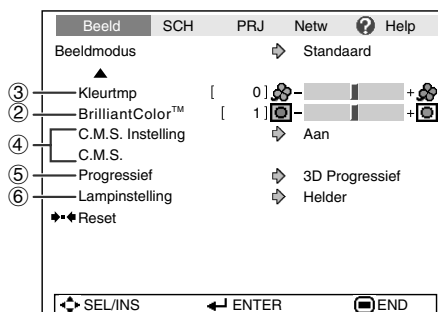 Beeld SCH PRJ Netw ? Help
Beeldmodus Standaard
③ Kleurtmp [ 0 ] – +
② BrilliantColor™ [ 1 ] – +
④ C.M.S. Instelling Aan
C.M.S.
⑤ Progressief 3D Progressief
⑥ Lampinstelling Helder
Reset
SEL/INS ENTER END